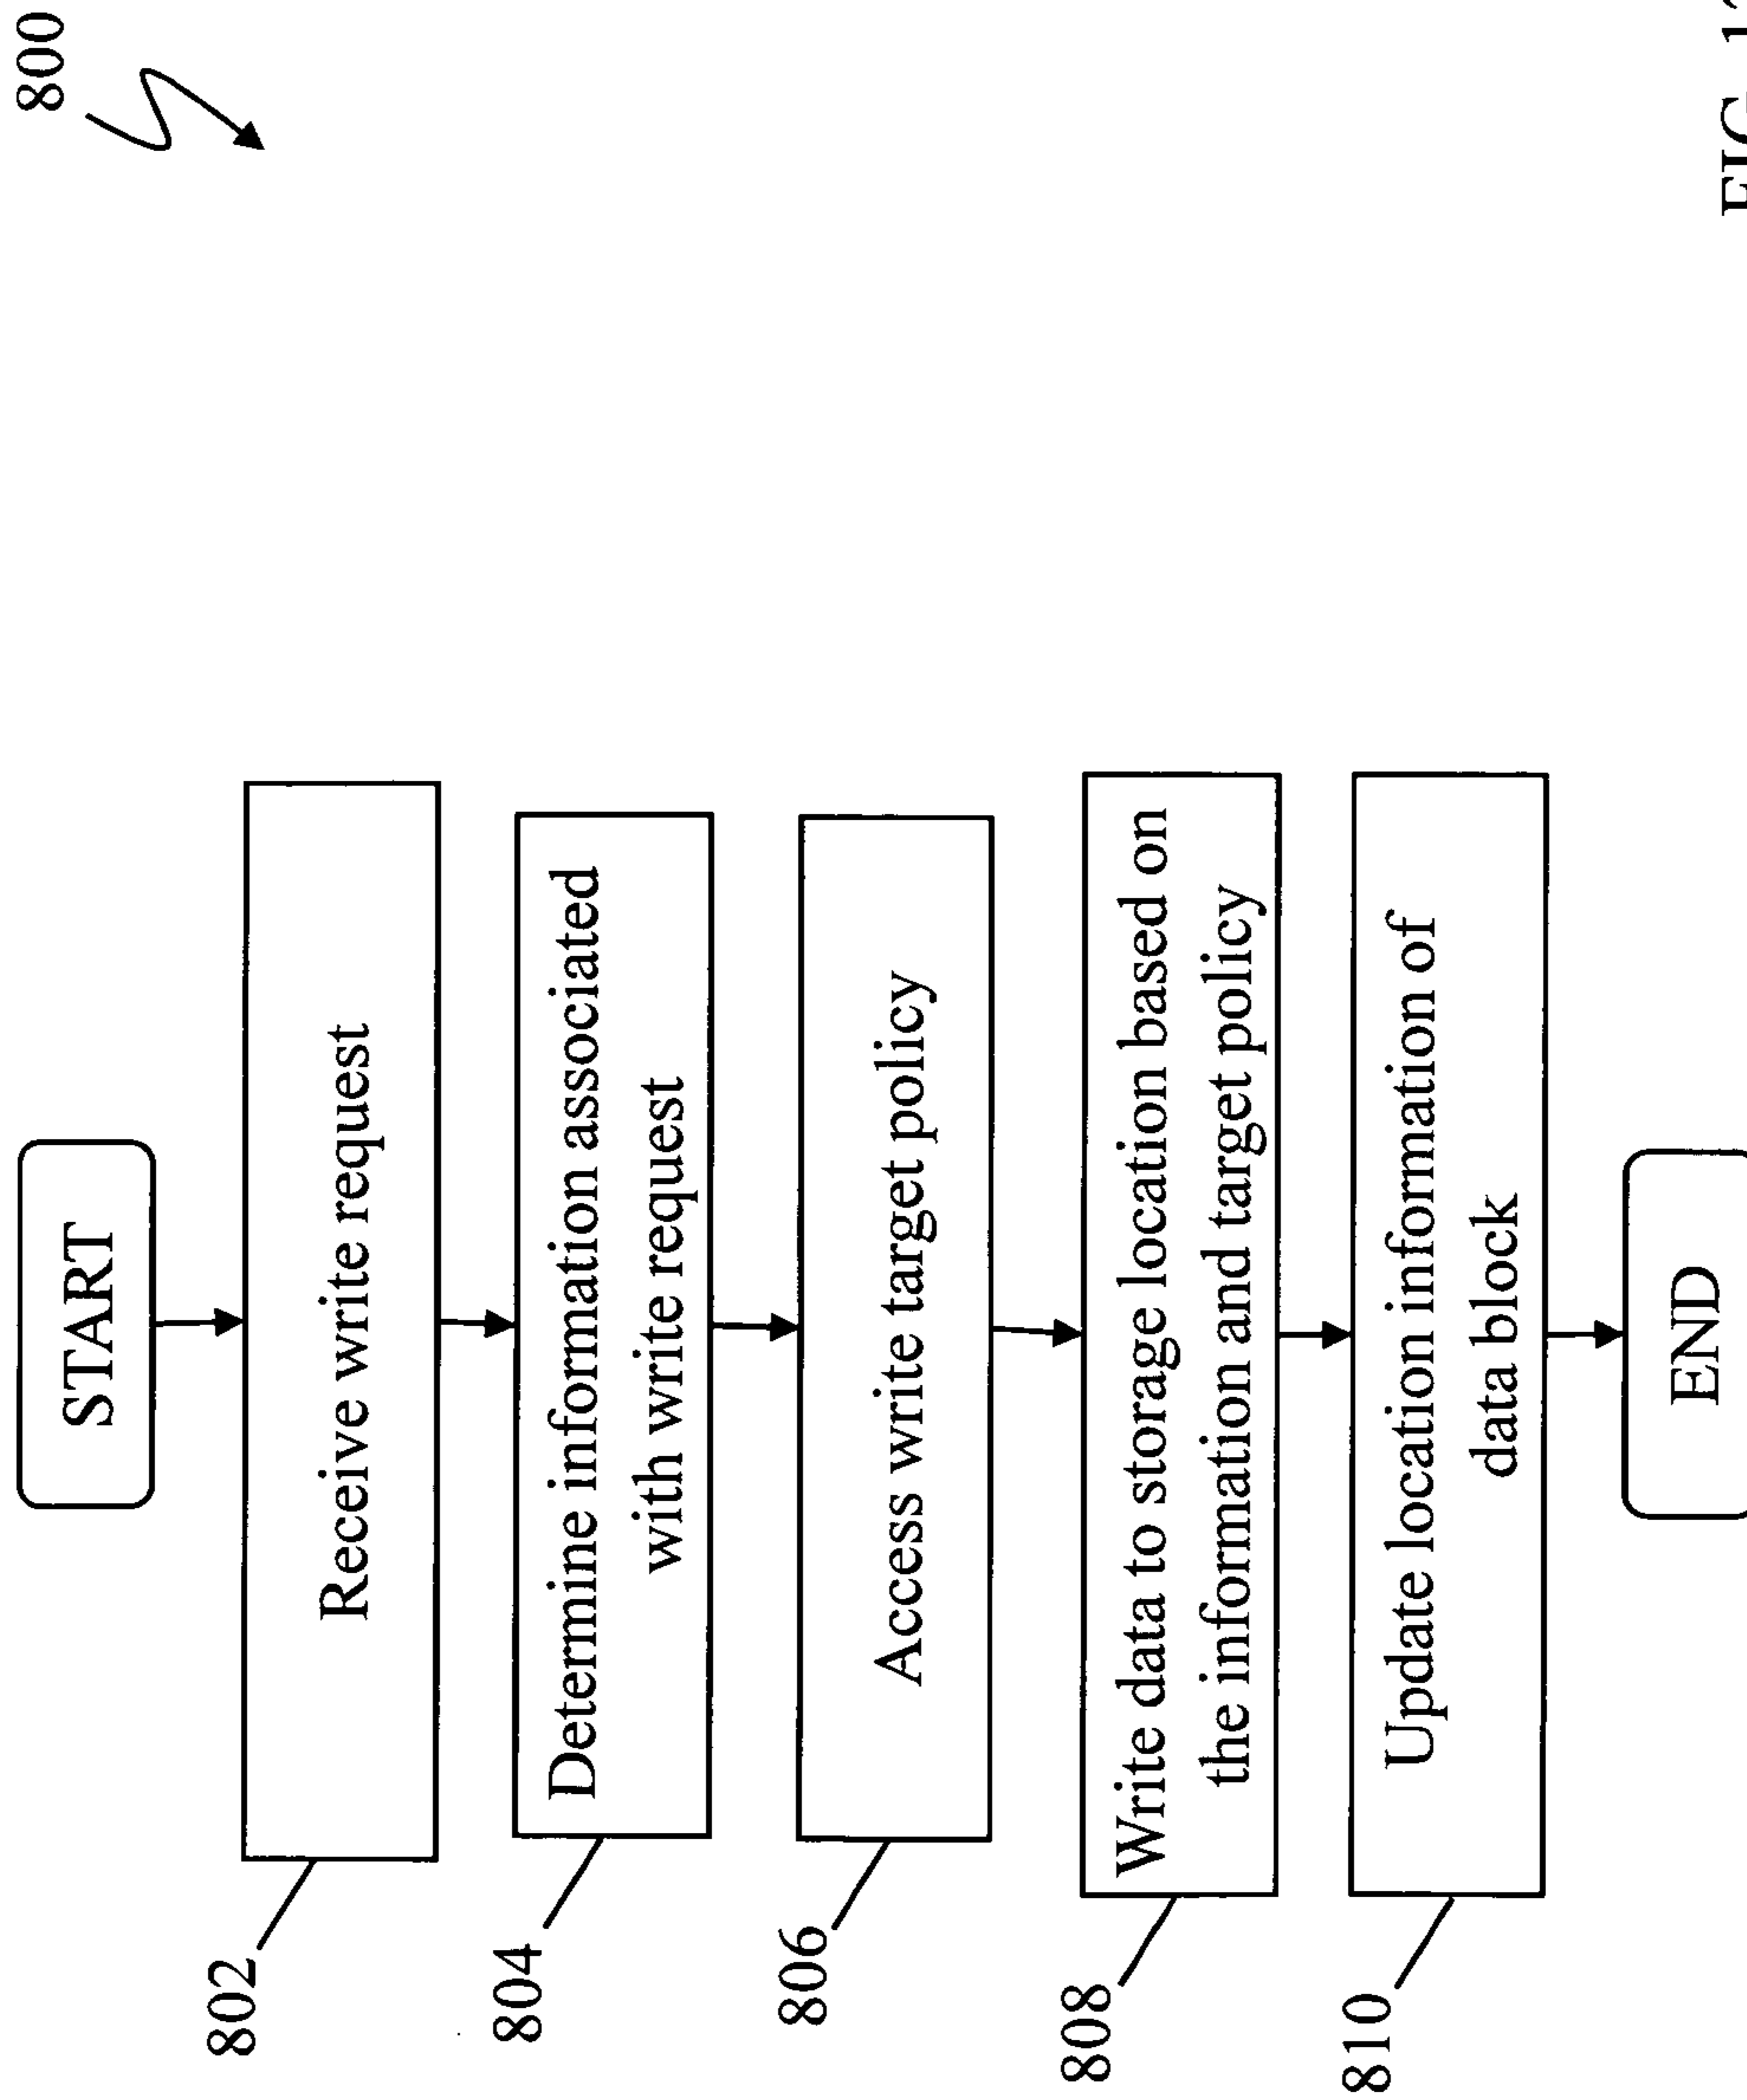 800
START
802
Receive write request
804
Determine information associated
with write request
806
Access write target policy
808
Write data to storage location based on
the information and target policy
810
Update location information of
data block
END
FIG.